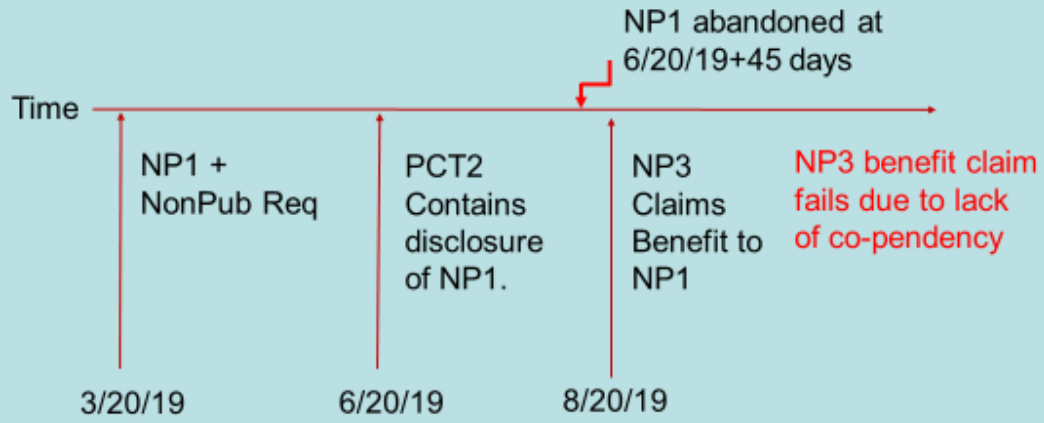 NP1 abandoned at
6/20/19+45 days
Time
NP1 +
NonPub Req
PCT2
Contains
disclosure
of NP1.
NP3
Claims
Benefit to
NP1
NP3 benefit claim
fails due to lack
of co-pendency
3/20/19
6/20/19
8/20/19